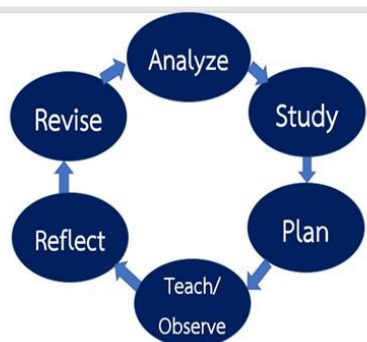 Analyze
Study
Plan
Teach/
Observe
Reflect
Revise